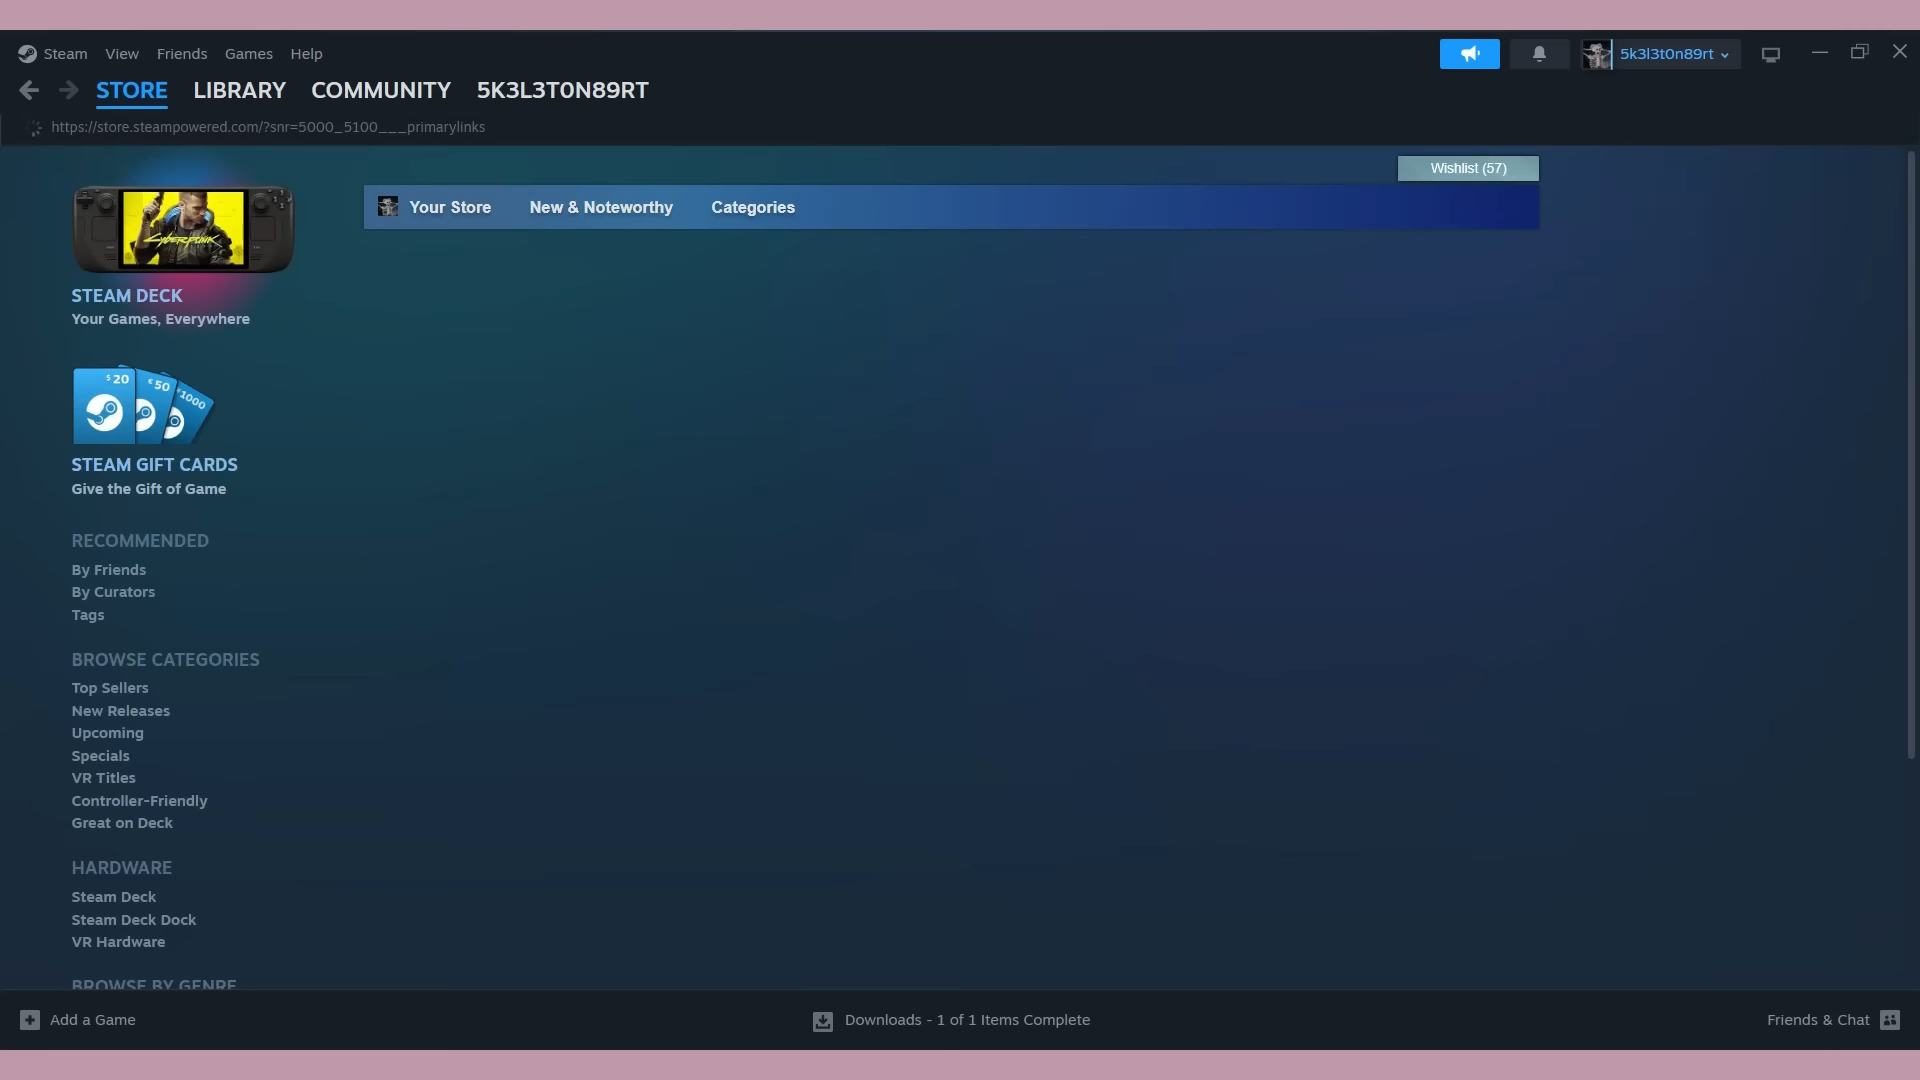 Steam View Friends Games Help
5k3l3t0n89rt
STORE LIBRARY COMMUNITY 5K3L3T0N89RT
https://store.steampowered.com/?snr=5000_5100___primarylinks
Wishlist (57)
Your Store New & Noteworthy Categories
CYBERPUNK
STEAM DECK
Your Games, Everywhere
$20 €50 1000
STEAM GIFT CARDS
Give the Gift of Game
RECOMMENDED
By Friends
By Curators
Tags
BROWSE CATEGORIES
Top Sellers
New Releases
Upcoming
Specials
VR Titles
Controller-Friendly
Great on Deck
HARDWARE
Steam Deck
Steam Deck Dock
VR Hardware
BROWSE BY GENRE
Add a Game
Downloads - 1 of 1 Items Complete
Friends & Chat